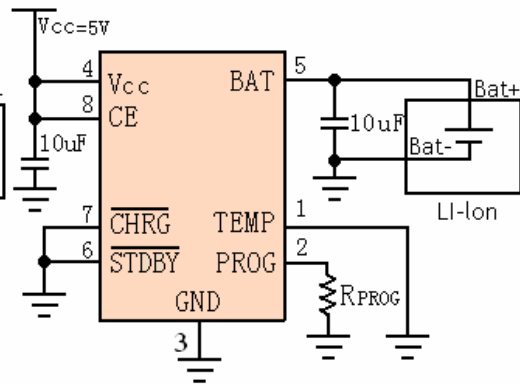 Vcc=5V
4 Vcc BAT 5
8 CE
Bat+
10uF
10uF
Bat-
7 CHRG TEMP 1
LI-Ion
6 STDBY PROG 2
RPROG
GND
3